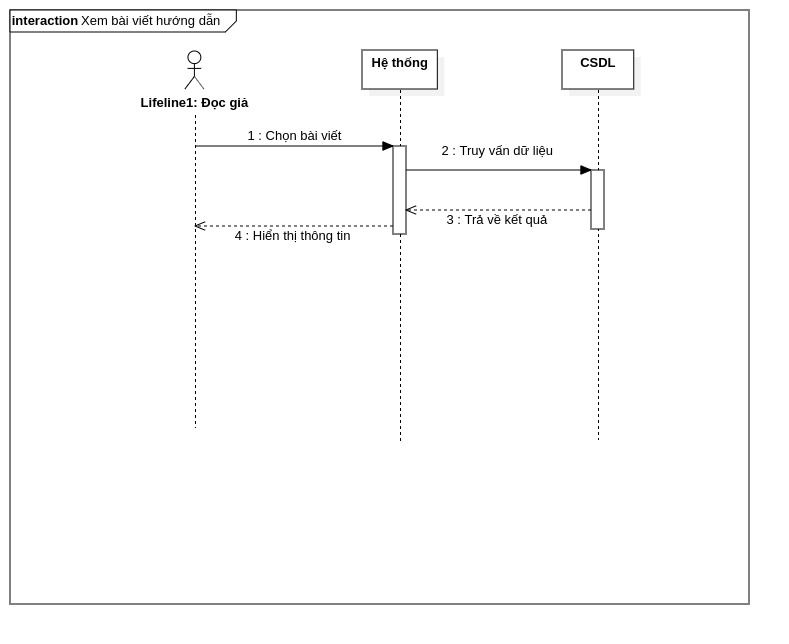 interaction Xem bài viết hướng dẫn
Hệ thống
CSDL
Lifeline1: Đọc giả
1 : Chọn bài viết
2 : Truy vấn dữ liệu
3 : Trả về kết quả
4 : Hiển thị thông tin